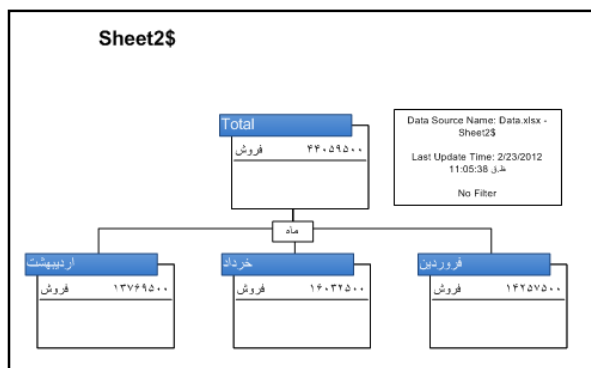 Sheet2$
Total
فروش ۴۴۰۵۹۵۰۰
Data Source Name: Data.xlsx -
Sheet2$
Last Update Time: 2/23/2012
11:05:38 ق.ظ
No Filter
ماه
اردیبهشت
فروش ۱۳۷۶۹۵۰۰
خرداد
فروش ۱۶۰۳۲۵۰۰
فروردین
فروش ۱۴۲۵۷۵۰۰